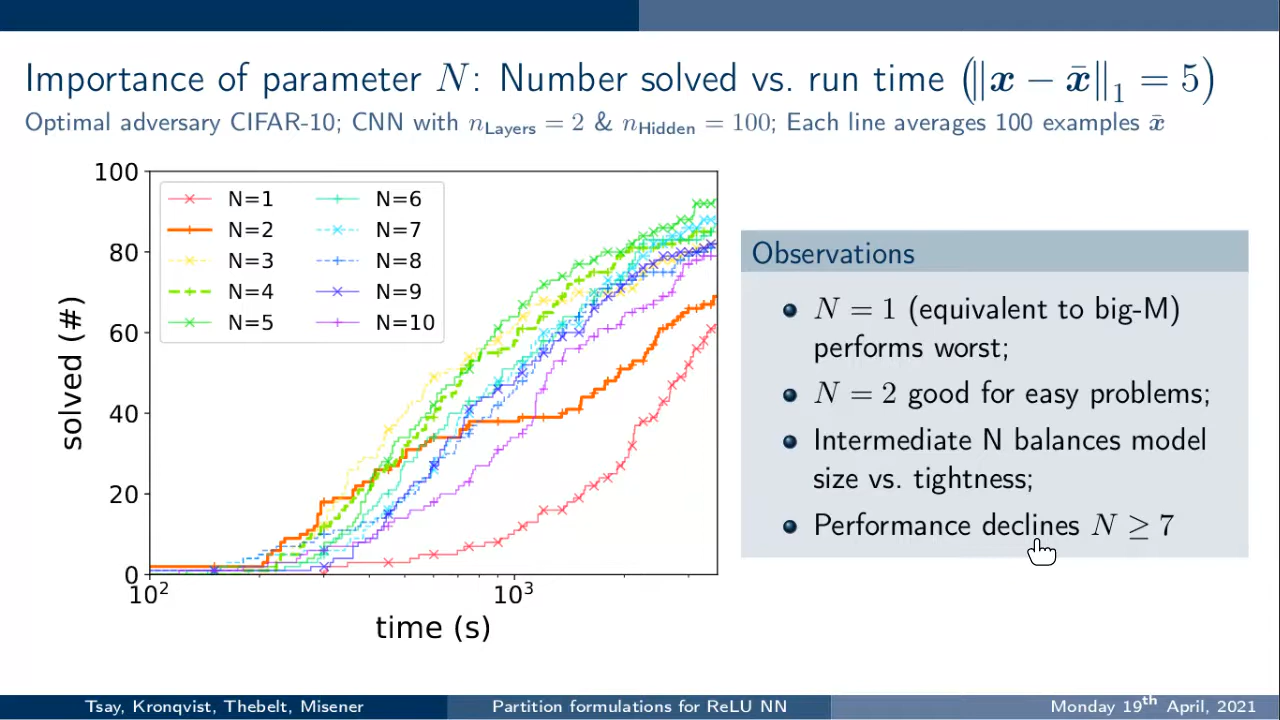 Importance of parameter N: Number solved vs. run time (‖x − x̄‖₁ = 5)
Optimal adversary CIFAR-10; CNN with nLayers = 2 & nHidden = 100; Each line averages 100 examples x̄
100
80
60
40
20
0
solved (#)
N=1
N=2
N=3
N=4
N=5
N=6
N=7
N=8
N=9
N=10
10²
10³
time (s)
Observations
N = 1 (equivalent to big-M)
performs worst;
N = 2 good for easy problems;
Intermediate N balances model
size vs. tightness;
Performance declines N ≥ 7
Tsay, Kronqvist, Thebelt, Misener
Partition formulations for ReLU NN
Monday 19th April, 2021